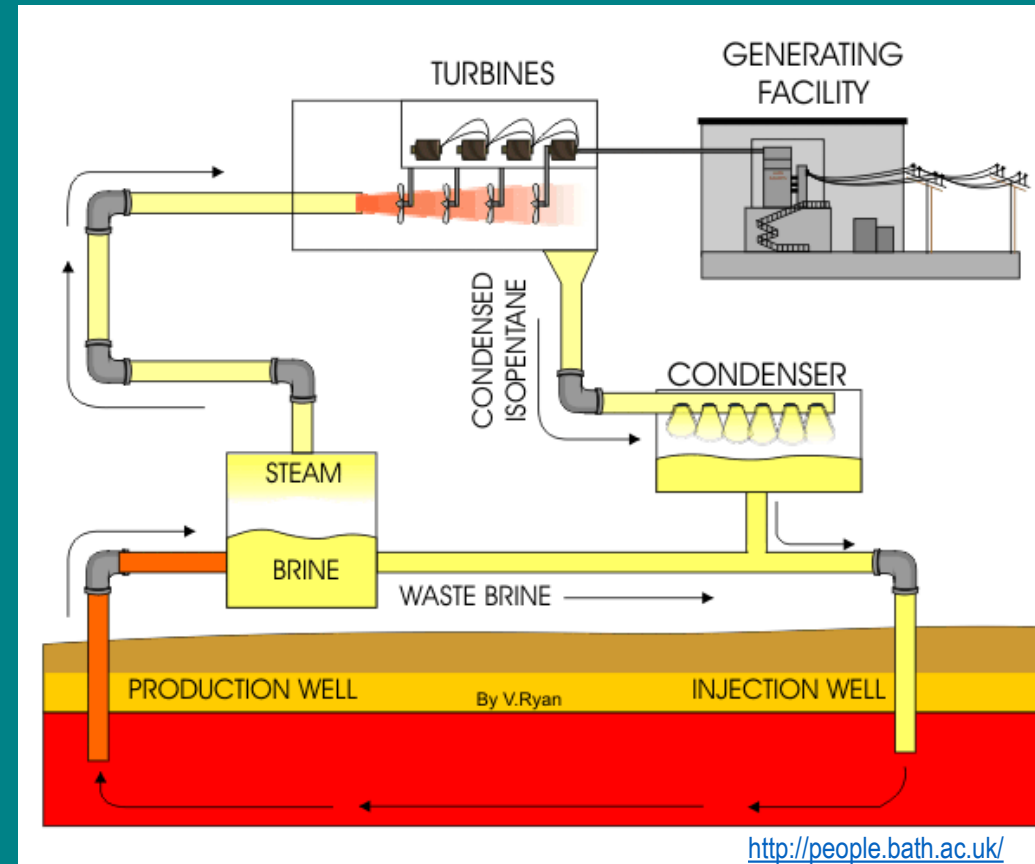 TURBINES
GENERATING
FACILITY
CONDENSED
ISOPENTANE
CONDENSER
STEAM
BRINE
WASTE BRINE
PRODUCTION WELL
By V.Ryan
INJECTION WELL
http://people.bath.ac.uk/